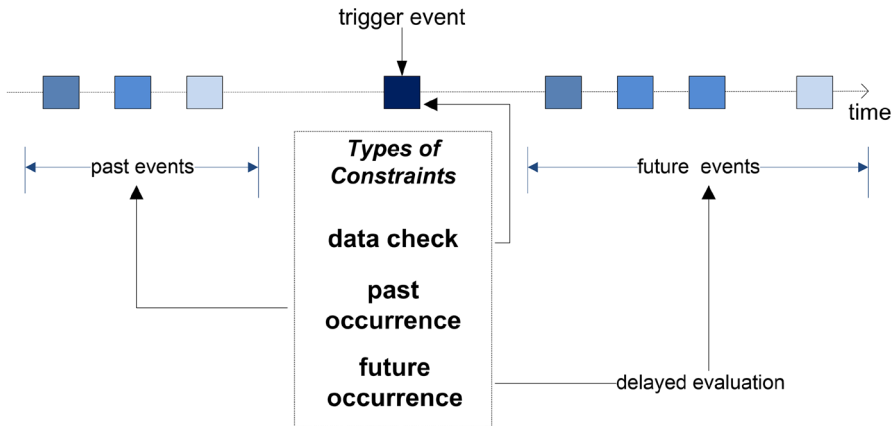 trigger event
time
past events
future events
Types of
Constraints
data check
past
occurrence
future
occurrence
delayed evaluation